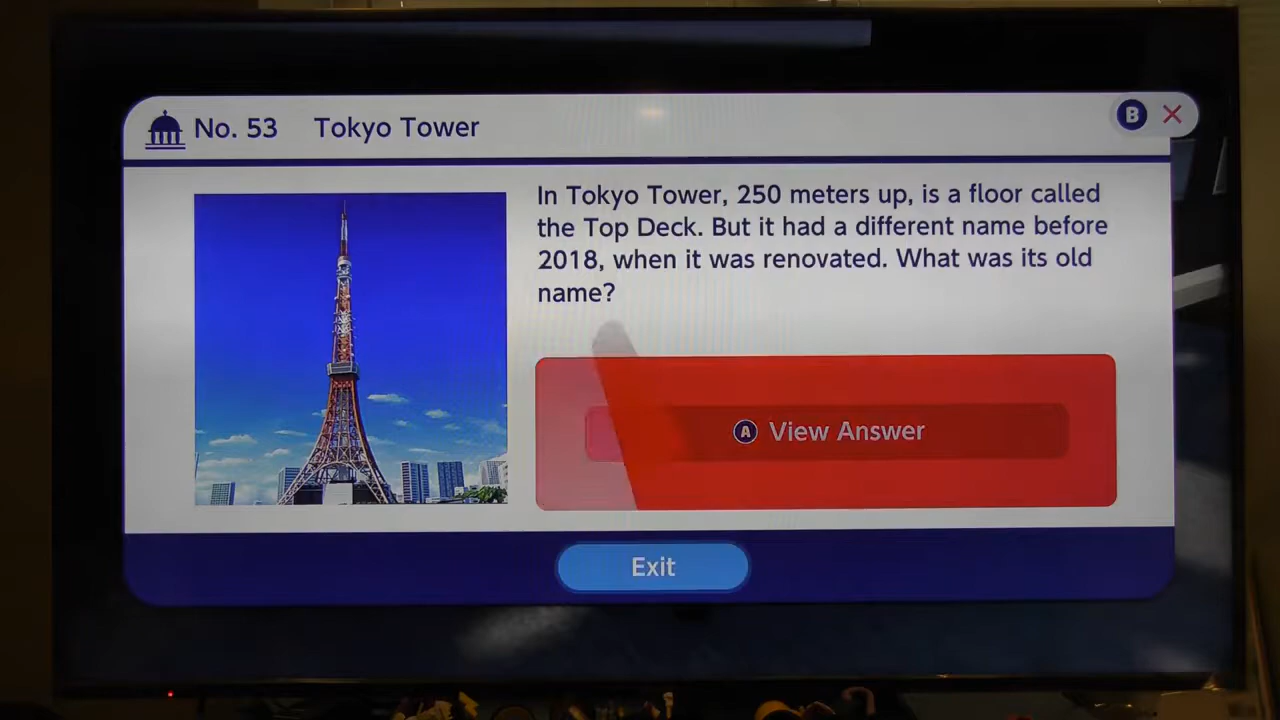 No. 53 Tokyo Tower
B ×
In Tokyo Tower, 250 meters up, is a floor called
the Top Deck. But it had a different name before
2018, when it was renovated. What was its old
name?
A View Answer
Exit